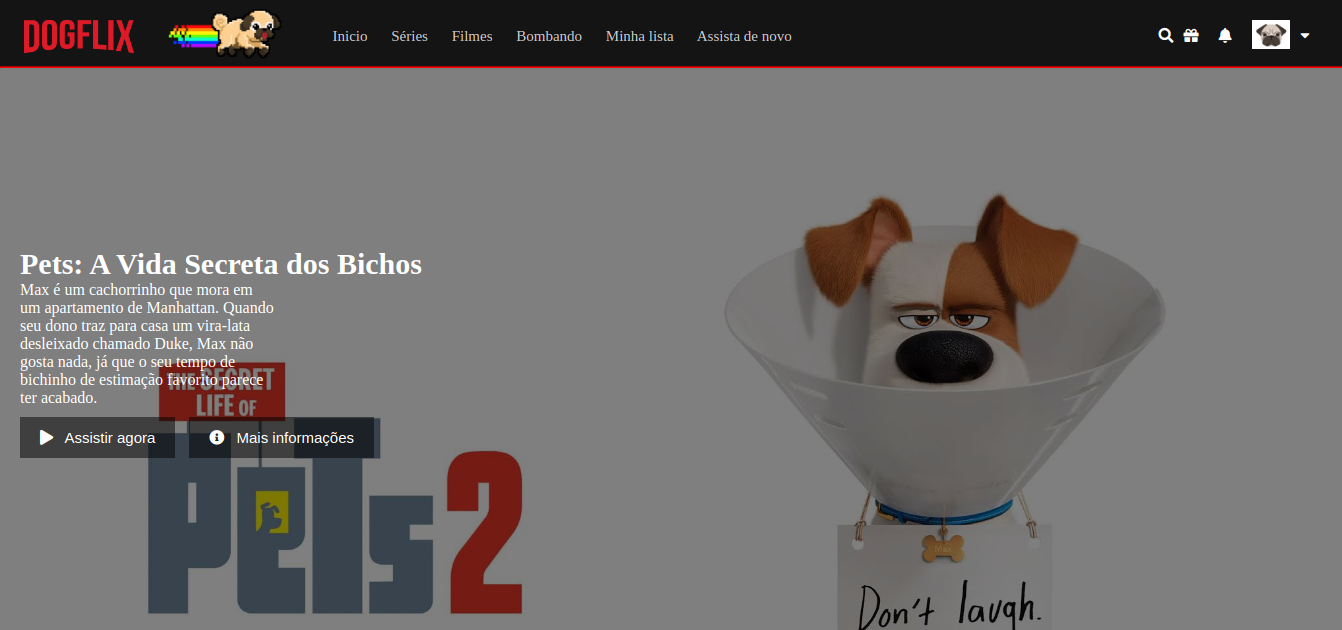 DOGFLIX
Inicio Séries Filmes Bombando Minha lista Assista de novo
Pets: A Vida Secreta dos Bichos
Max é um cachorrinho que mora em
um apartamento de Manhattan. Quando
seu dono traz para casa um vira-lata
desleixado chamado Duke, Max não
gosta nada, já que o seu tempo de
bichinho de estimação favorito parece
ter acabado.
THE SECRET
LIFE OF
Assistir agora Mais informações
PETS 2
Max
Don't laugh.